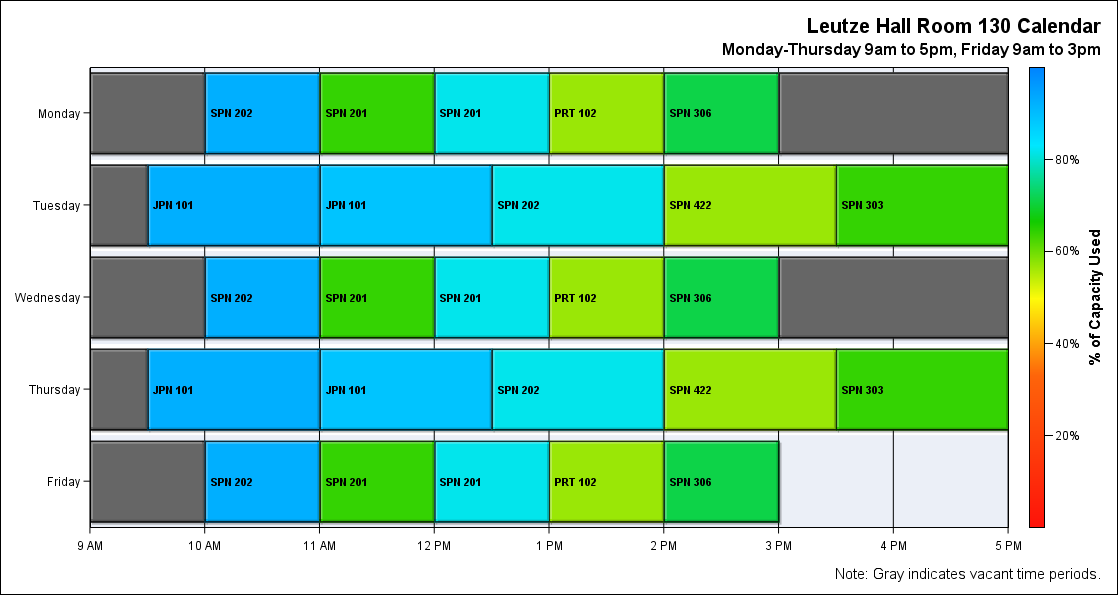 Leutze Hall Room 130 Calendar
Monday-Thursday 9am to 5pm, Friday 9am to 3pm
Monday
SPN 202
SPN 201
SPN 201
PRT 102
SPN 306
Tuesday
JPN 101
JPN 101
SPN 202
SPN 422
SPN 303
Wednesday
SPN 202
SPN 201
SPN 201
PRT 102
SPN 306
Thursday
JPN 101
JPN 101
SPN 202
SPN 422
SPN 303
Friday
SPN 202
SPN 201
SPN 201
PRT 102
SPN 306
9 AM
10 AM
11 AM
12 PM
1 PM
2 PM
3 PM
4 PM
5 PM
80%
60%
40%
20%
% of Capacity Used
Note: Gray indicates vacant time periods.